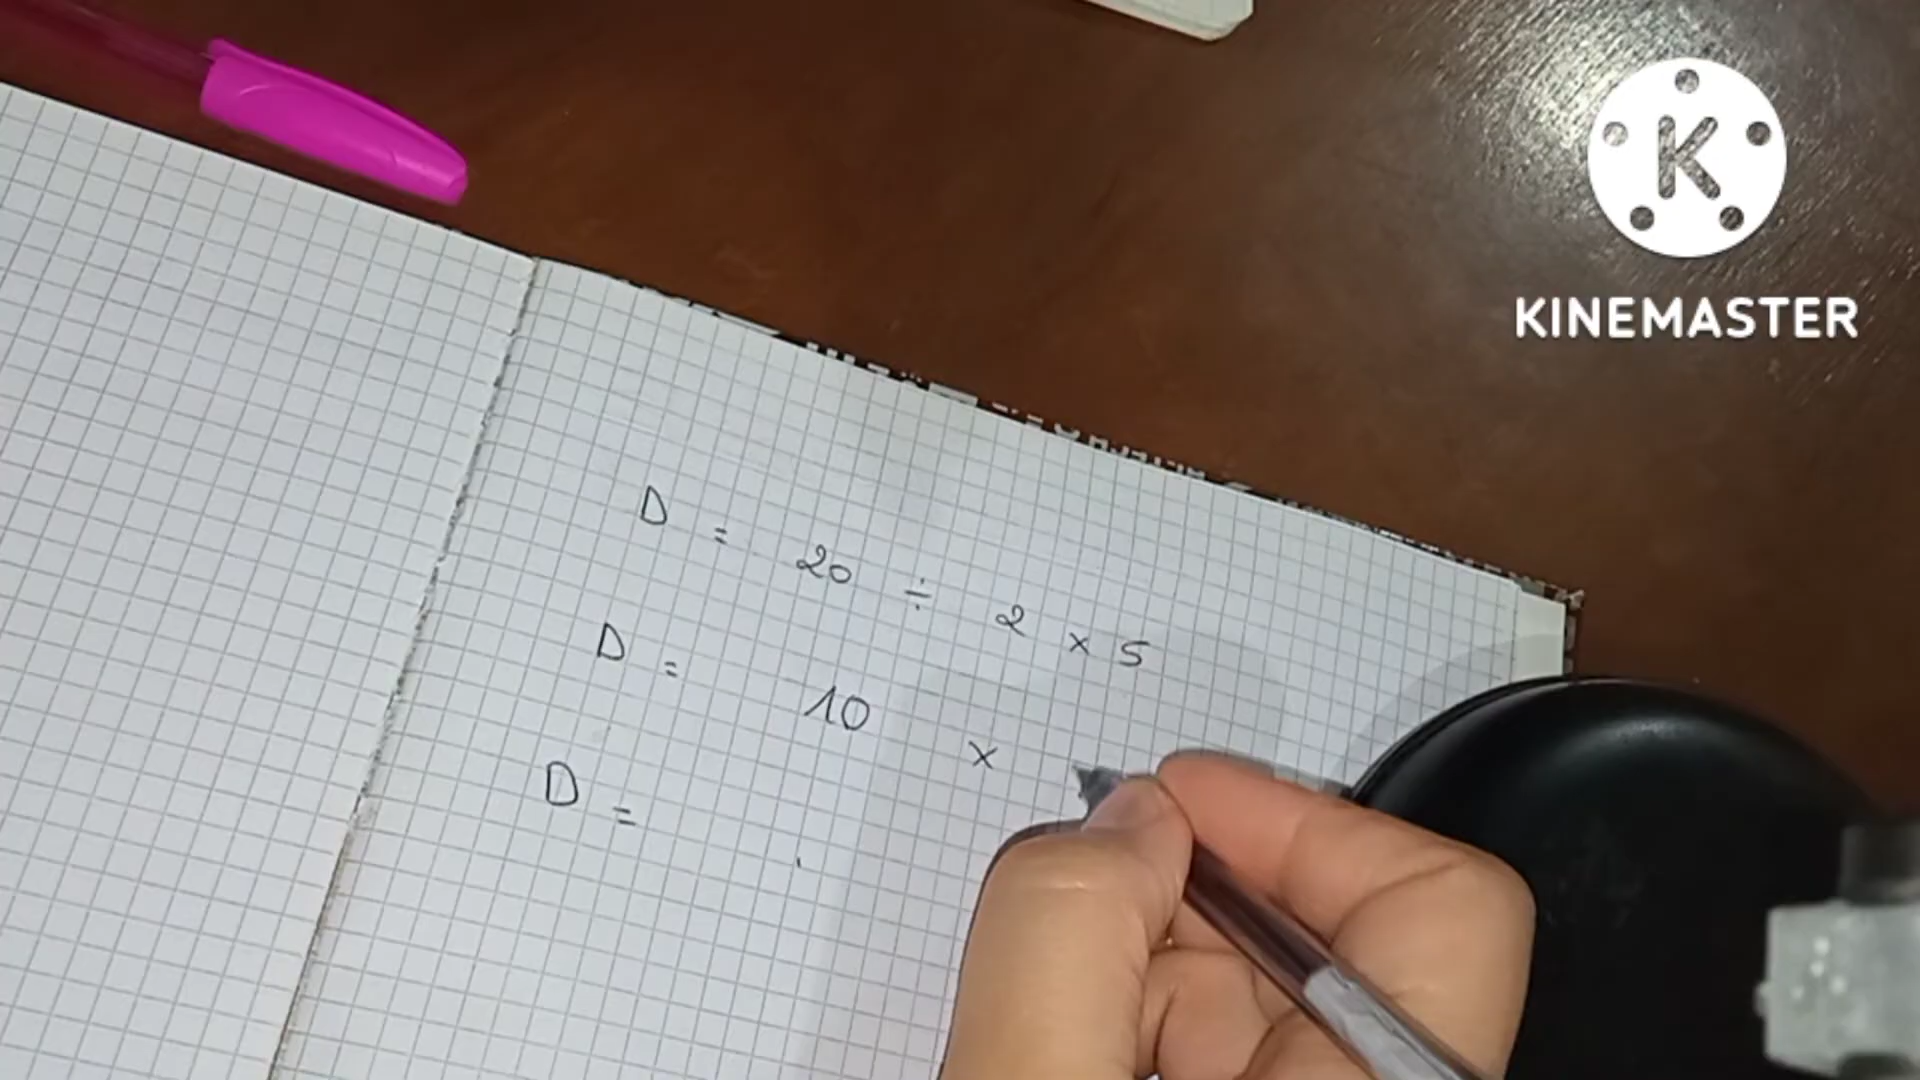 K
KINEMASTER
D = 20 ÷ 2 × 5
D = 10 ×
D =